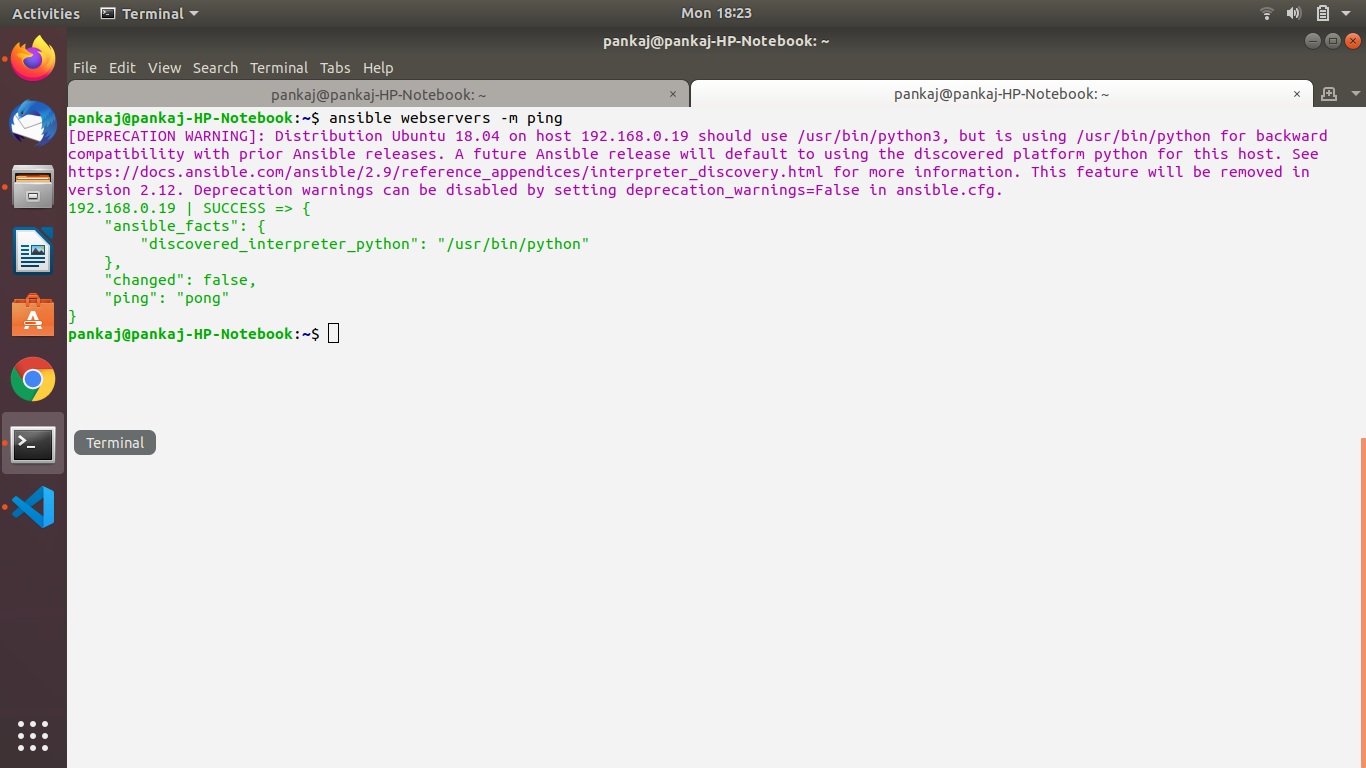 Activities
Terminal
Mon 18:23
pankaj@pankaj-HP-Notebook: ~
File Edit View Search Terminal Tabs Help
pankaj@pankaj-HP-Notebook: ~ ×
pankaj@pankaj-HP-Notebook: ~ ×
pankaj@pankaj-HP-Notebook:~$ ansible webservers -m ping
[DEPRECATION WARNING]: Distribution Ubuntu 18.04 on host 192.168.0.19 should use /usr/bin/python3, but is using /usr/bin/python for backward
compatibility with prior Ansible releases. A future Ansible release will default to using the discovered platform python for this host. See
https://docs.ansible.com/ansible/2.9/reference_appendices/interpreter_discovery.html for more information. This feature will be removed in
version 2.12. Deprecation warnings can be disabled by setting deprecation_warnings=False in ansible.cfg.
192.168.0.19 | SUCCESS => {
    "ansible_facts": {
        "discovered_interpreter_python": "/usr/bin/python"
    },
    "changed": false,
    "ping": "pong"
}
pankaj@pankaj-HP-Notebook:~$
Terminal